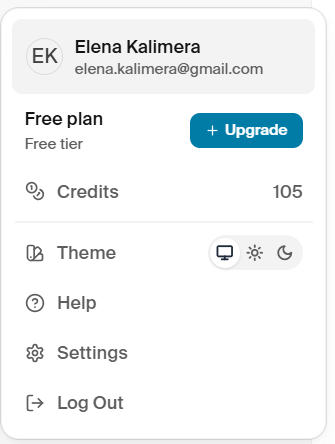 EK
Elena Kalimera
elena.kalimera@gmail.com
Free plan
Free tier
+ Upgrade
Credits 105
Theme
Help
Settings
Log Out